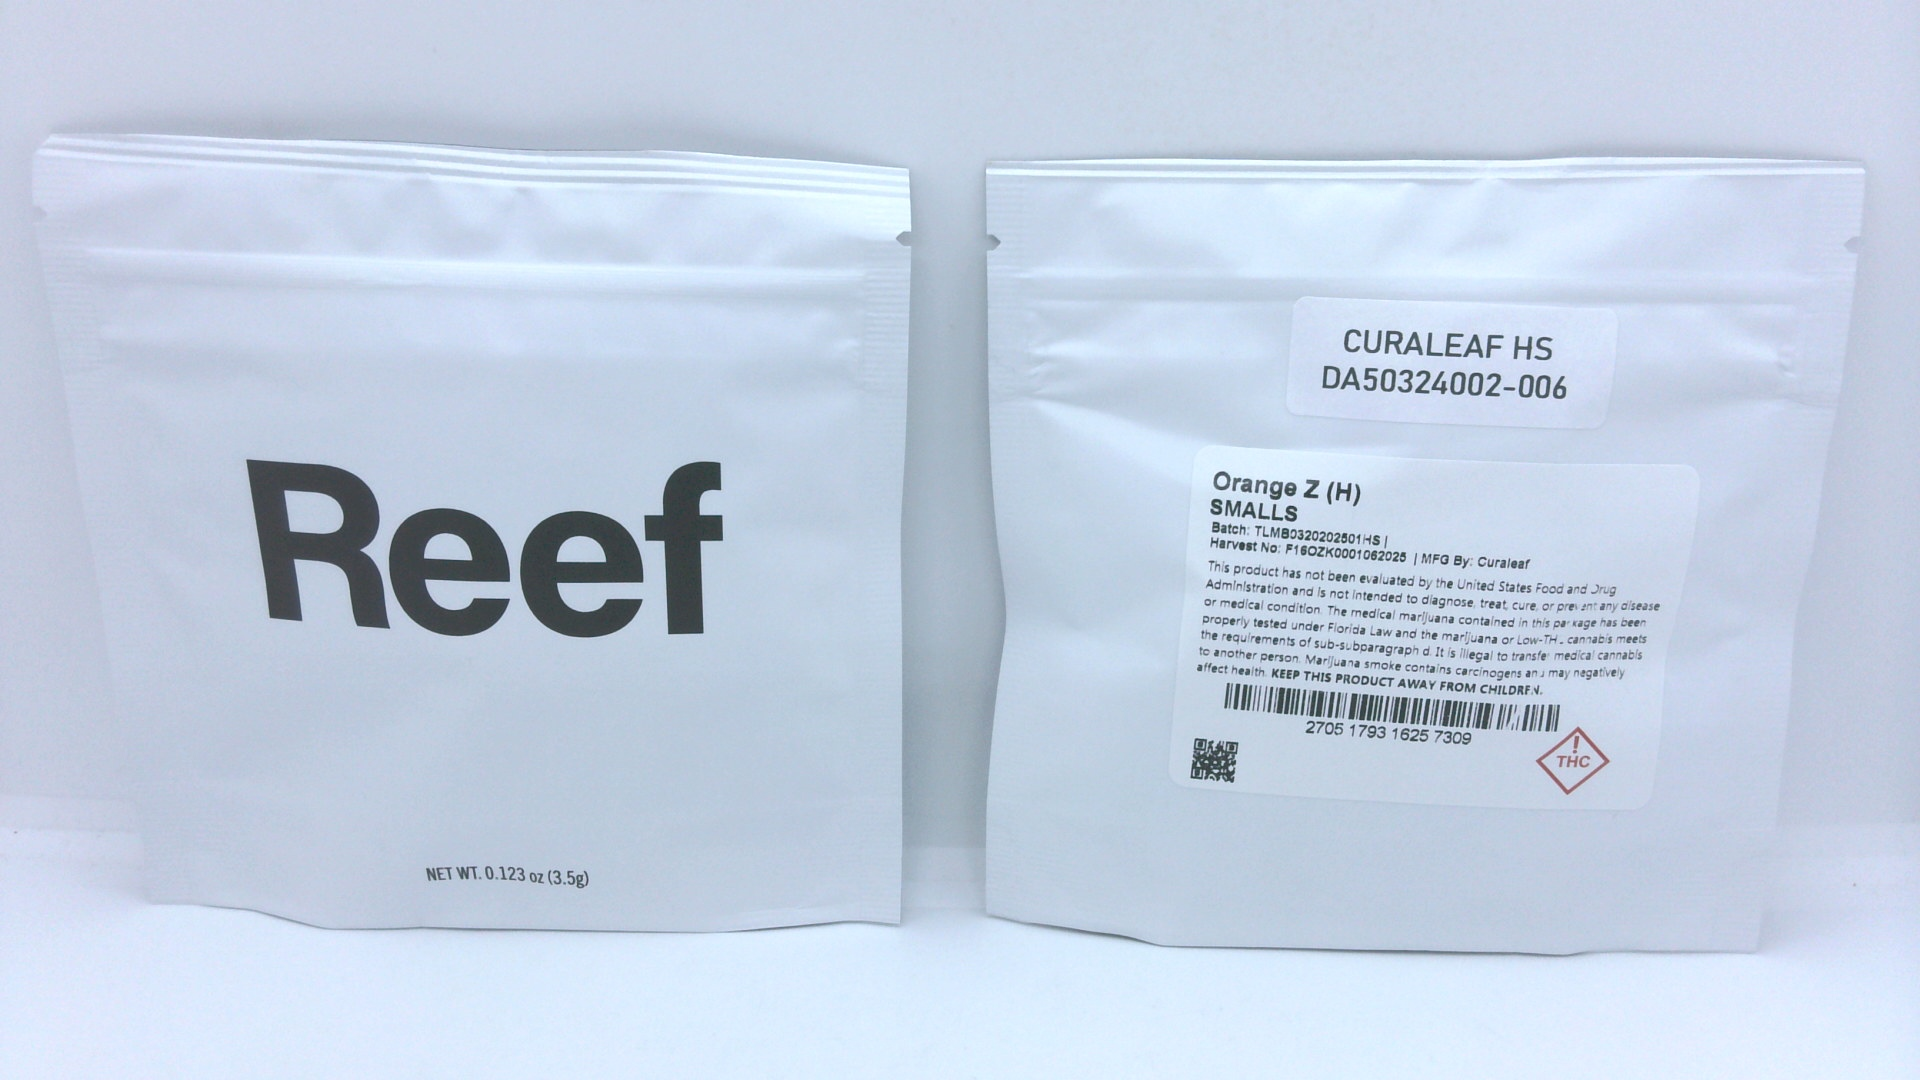 Reef
NET WT. 0.123 oz (3.5g)
CURALEAF HS
DA50324002-006
Orange Z (H)
SMALLS
Batch: TLMB0320202501HS |
Harvest No: F16OZK0001062025 | MFG By: Curaleaf
This product has not been evaluated by the United States Food and Drug
Administration and is not intended to diagnose, treat, cure, or prevent any disease
or medical condition. The medical marijuana contained in this package has been
properly tested under Florida Law and the marijuana or Low-TH cannabis meets
the requirements of sub-subparagraph d. It is illegal to transfer medical cannabis
to another person. Marijuana smoke contains carcinogens and may negatively
affect health. KEEP THIS PRODUCT AWAY FROM CHILDREN.
2705 1793 1625 7309
!
THC